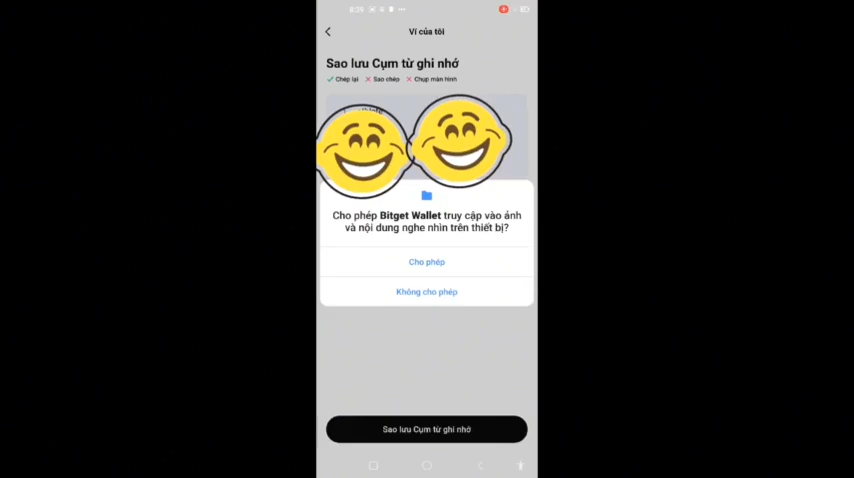 8:39
Ví của tôi
Sao lưu Cụm từ ghi nhớ
Chép lại Sao chép Chụp màn hình
Cho phép Bitget Wallet truy cập vào ảnh
và nội dung nghe nhìn trên thiết bị?
Cho phép
Không cho phép
Sao lưu Cụm từ ghi nhớ